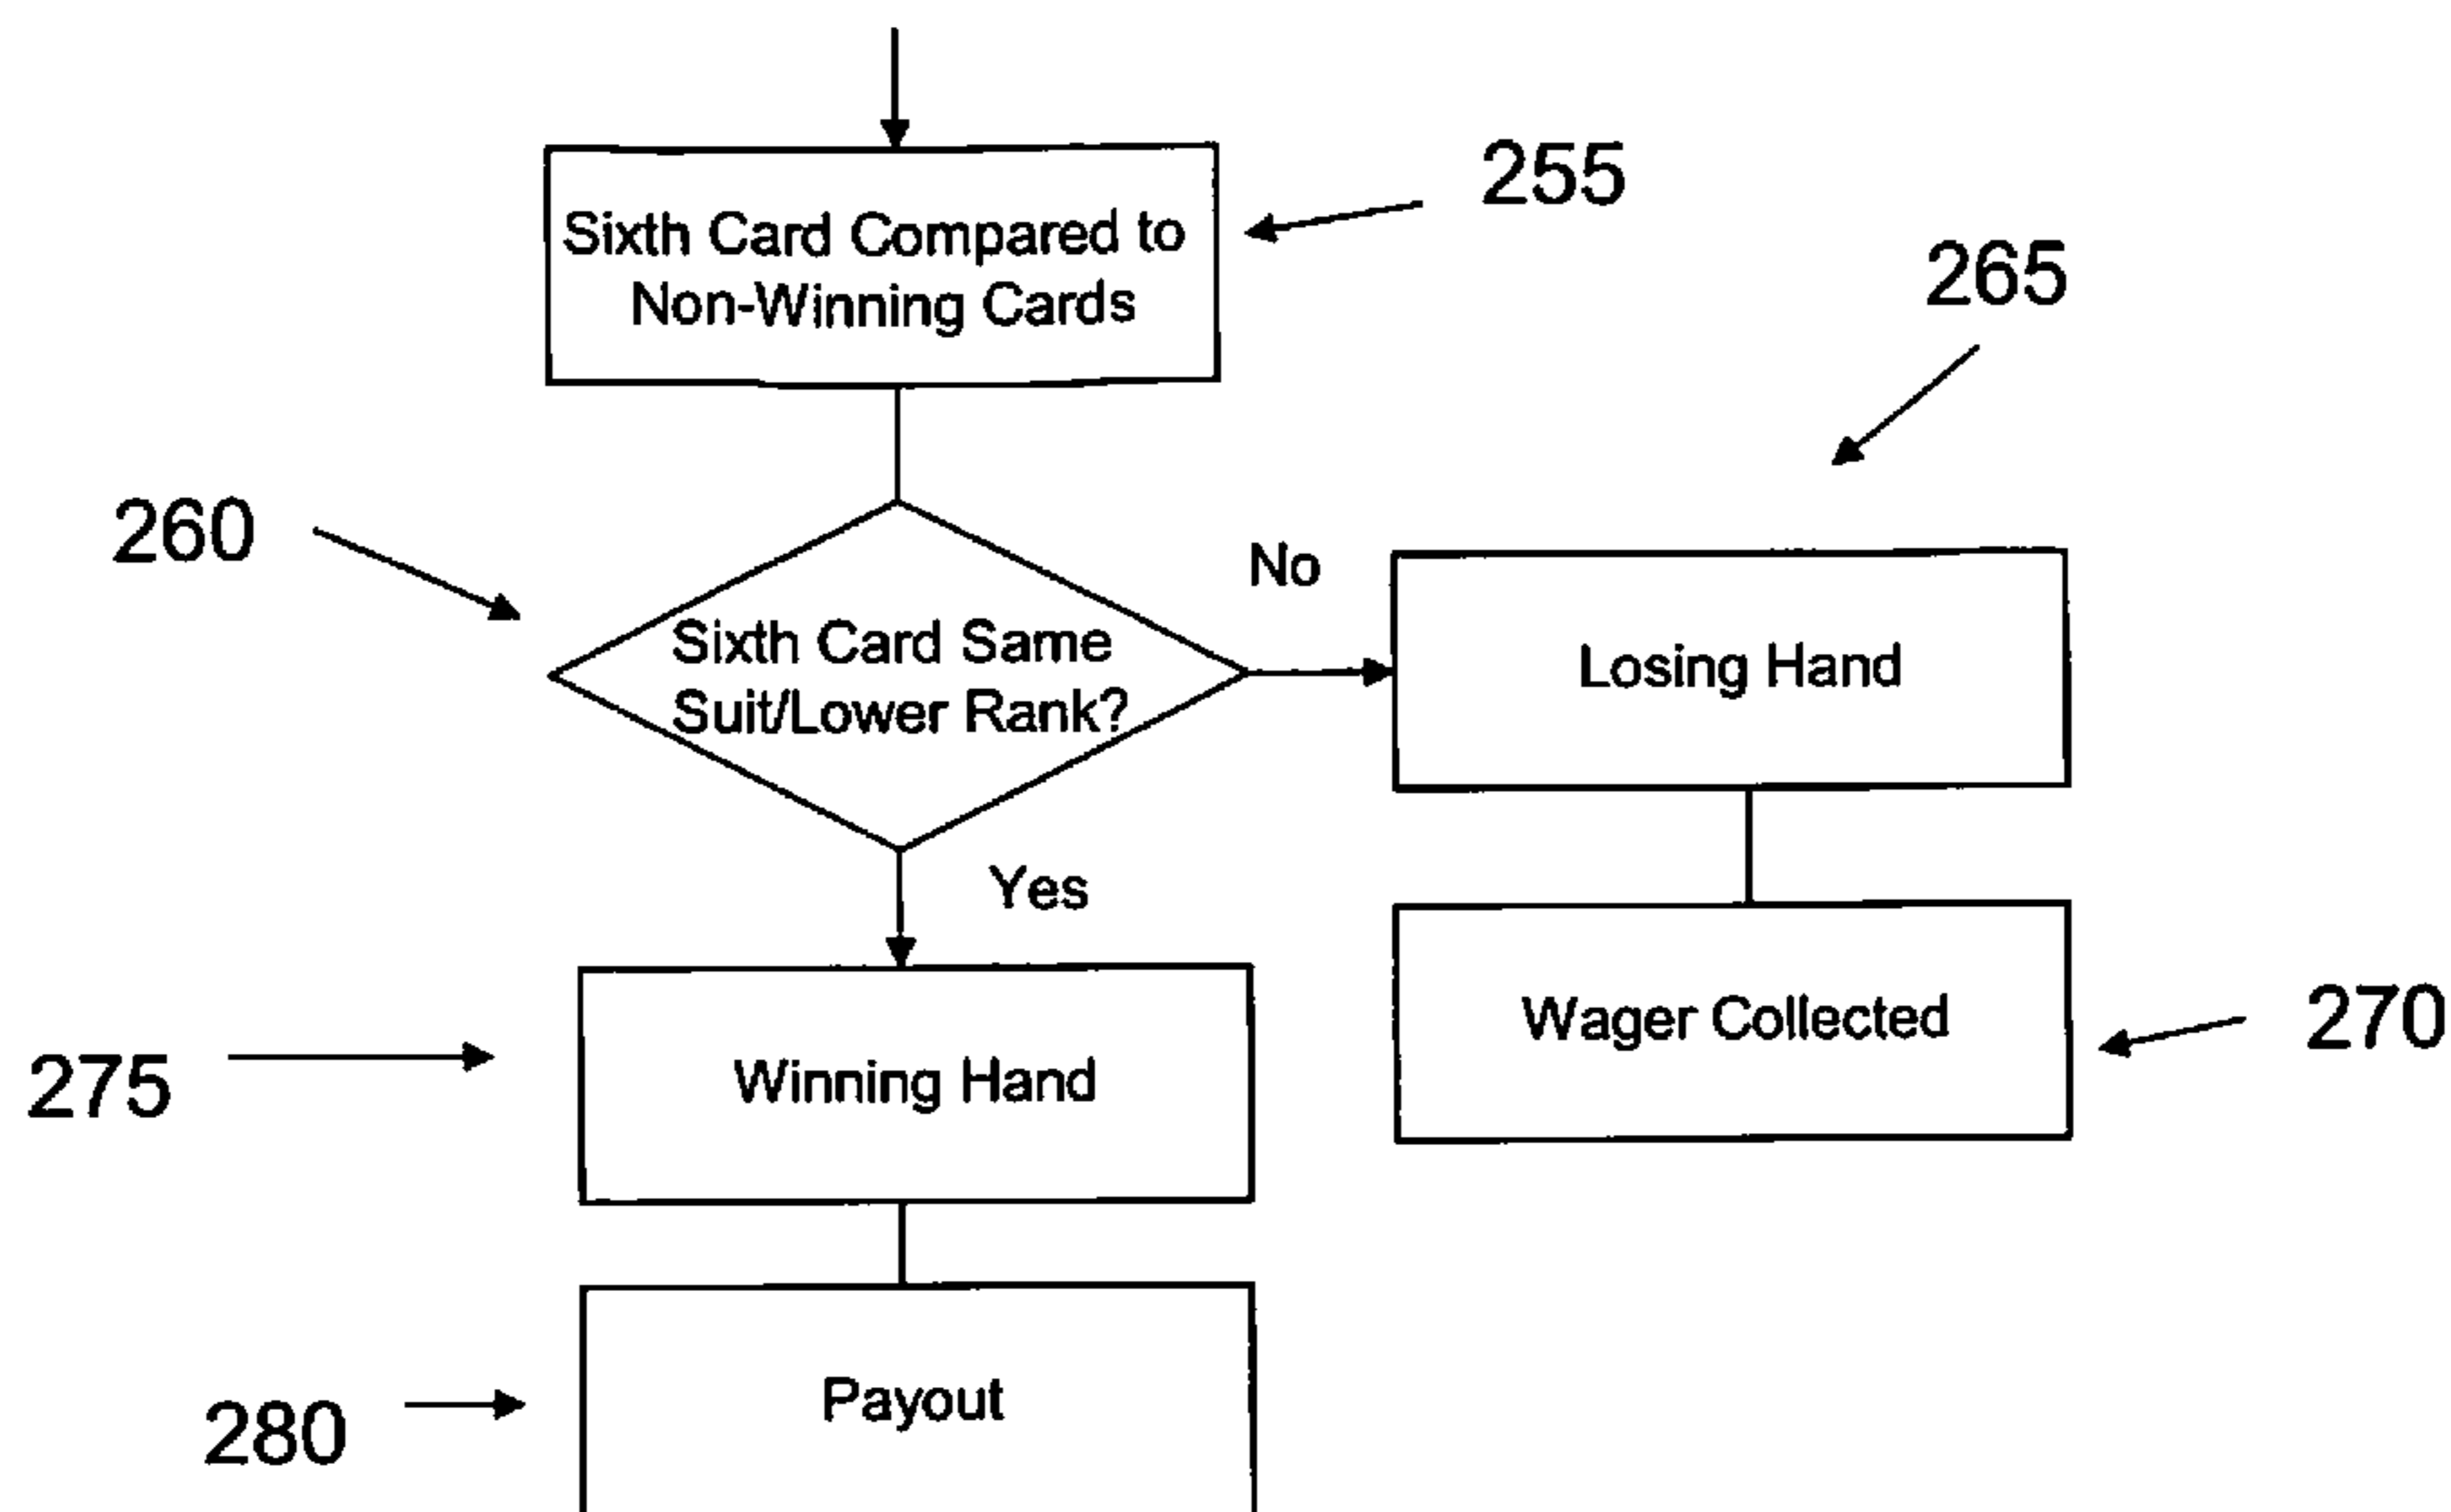 255
Sixth Card Compared to
Non-Winning Cards
265
260
No
Sixth Card Same
Suit/Lower Rank?
Losing Hand
Yes
Wager Collected
270
275
Winning Hand
280
Payout